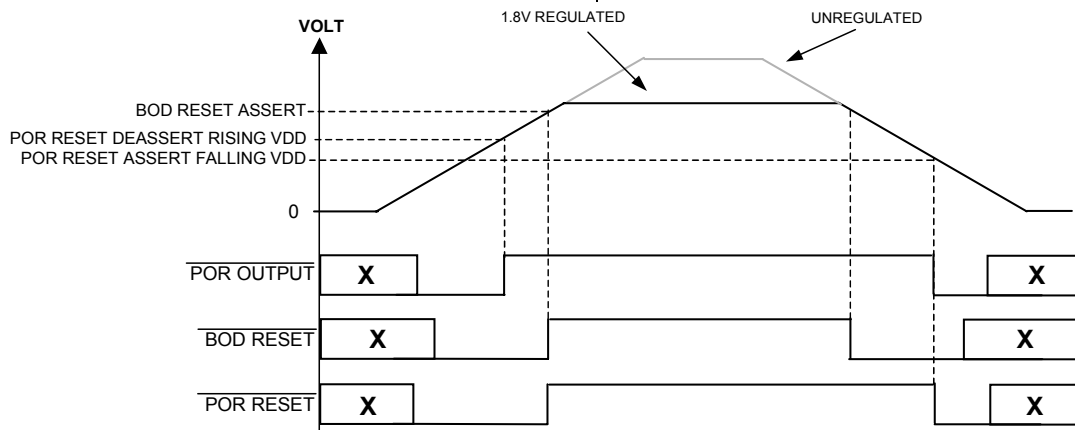 1.8V REGULATED
UNREGULATED
VOLT
BOD RESET ASSERT
POR RESET DEASSERT RISING VDD
POR RESET ASSERT FALLING VDD
0
POR OUTPUT
X
X
BOD RESET
X
X
POR RESET
X
X